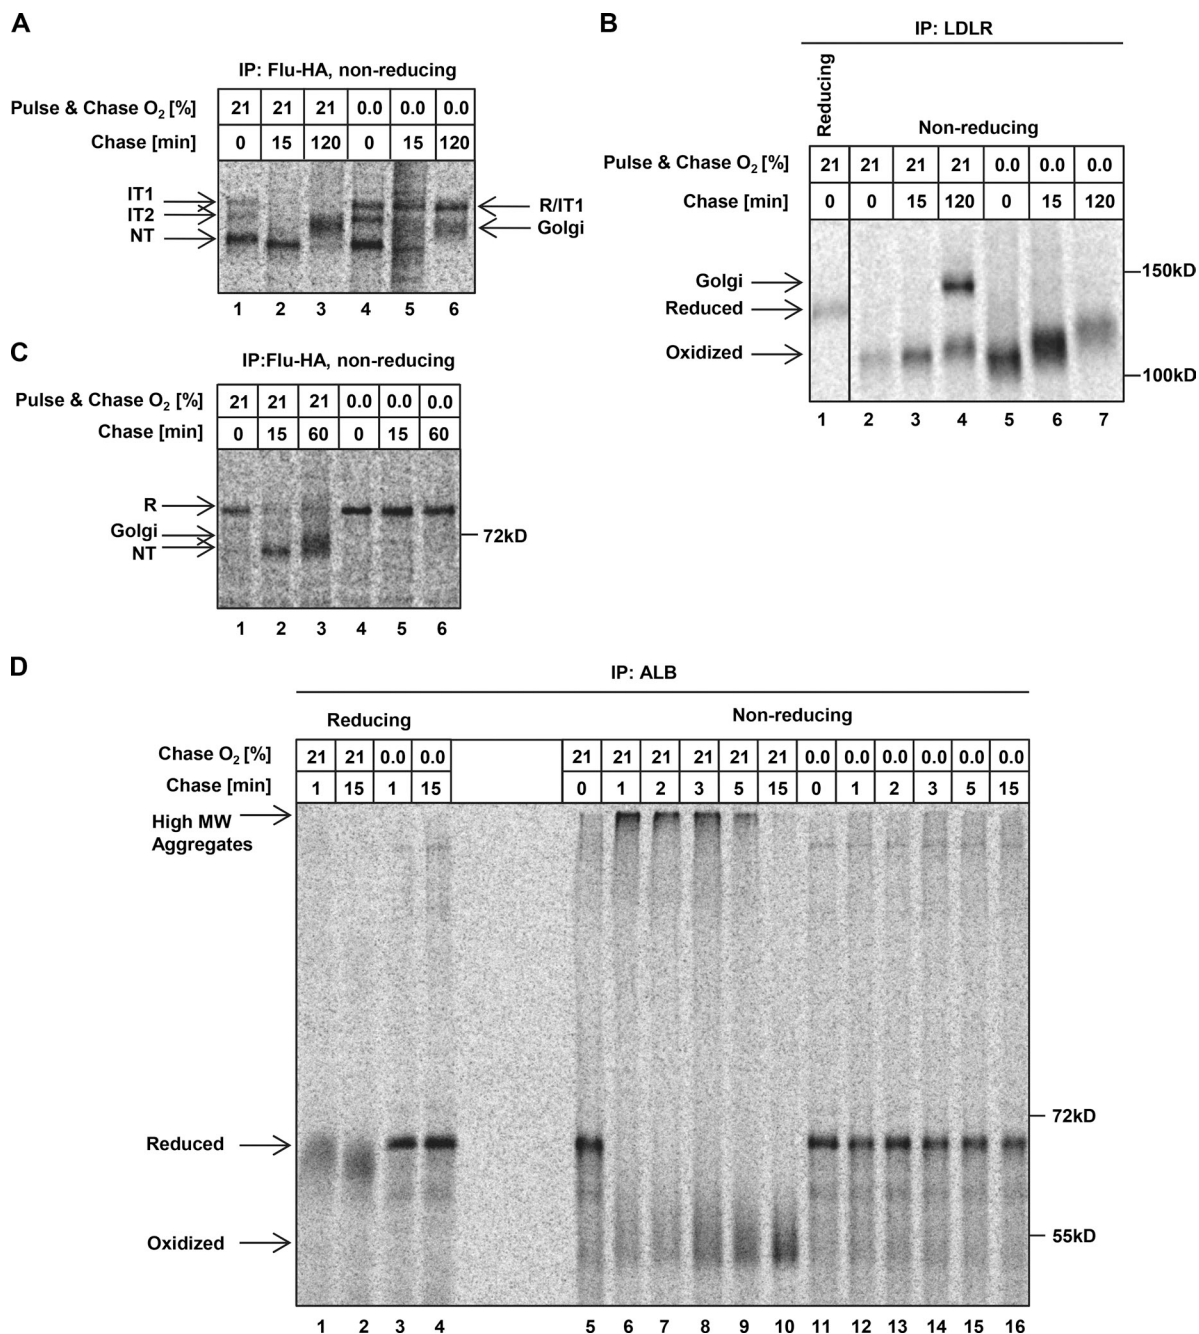 A
IP: Flu-HA, non-reducing
Pulse & Chase O2 [%] 21 21 21 0.0 0.0 0.0
Chase [min] 0 15 120 0 15 120
IT1
IT2
NT
R/IT1
Golgi
1 2 3 4 5 6
B
IP: LDLR
Reducing
Non-reducing
Pulse & Chase O2 [%] 21 21 21 21 0.0 0.0 0.0
Chase [min] 0 0 15 120 0 15 120
Golgi
Reduced
Oxidized
150kD
100kD
1 2 3 4 5 6 7
C
IP:Flu-HA, non-reducing
Pulse & Chase O2 [%] 21 21 21 0.0 0.0 0.0
Chase [min] 0 15 60 0 15 60
R
Golgi
NT
72kD
1 2 3 4 5 6
D
IP: ALB
Reducing
Non-reducing
Chase O2 [%] 21 21 0.0 0.0 21 21 21 21 21 21 0.0 0.0 0.0 0.0 0.0 0.0
Chase [min] 1 15 1 15 0 1 2 3 5 15 0 1 2 3 5 15
High MW
Aggregates
Reduced
Oxidized
72kD
55kD
1 2 3 4 5 6 7 8 9 10 11 12 13 14 15 16